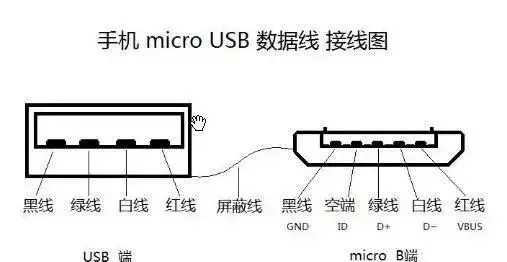 手机 micro USB 数据线 接线图
黑线 绿线 白线 红线 屏蔽线 黑线 空端 绿线 白线 红线
GND ID D+ D− VBUS
USB 端 micro B端